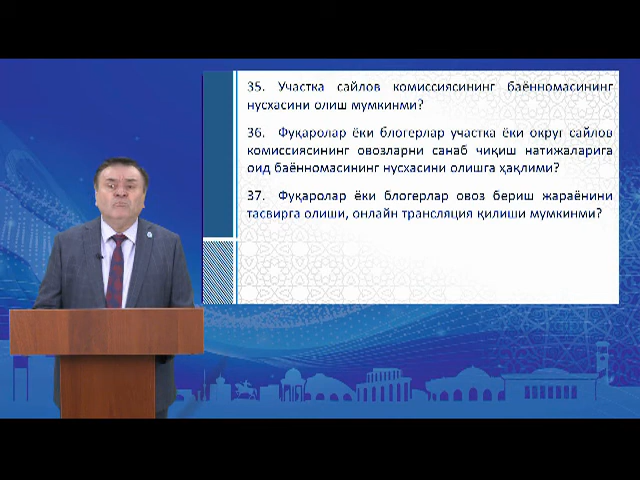 35. Участка сайлов комиссиясининг баённомасининг
нусхасини олиш мумкинми?
36. Фуқаролар ёки блогерлар участка ёки округ сайлов
комиссиясининг овозларни санаб чиқиш натижаларига
оид баённомасининг нусхасини олишга ҳақлими?
37. Фуқаролар ёки блогерлар овоз бериш жараёнини
тасвирга олиши, онлайн трансляция қилиши мумкинми?